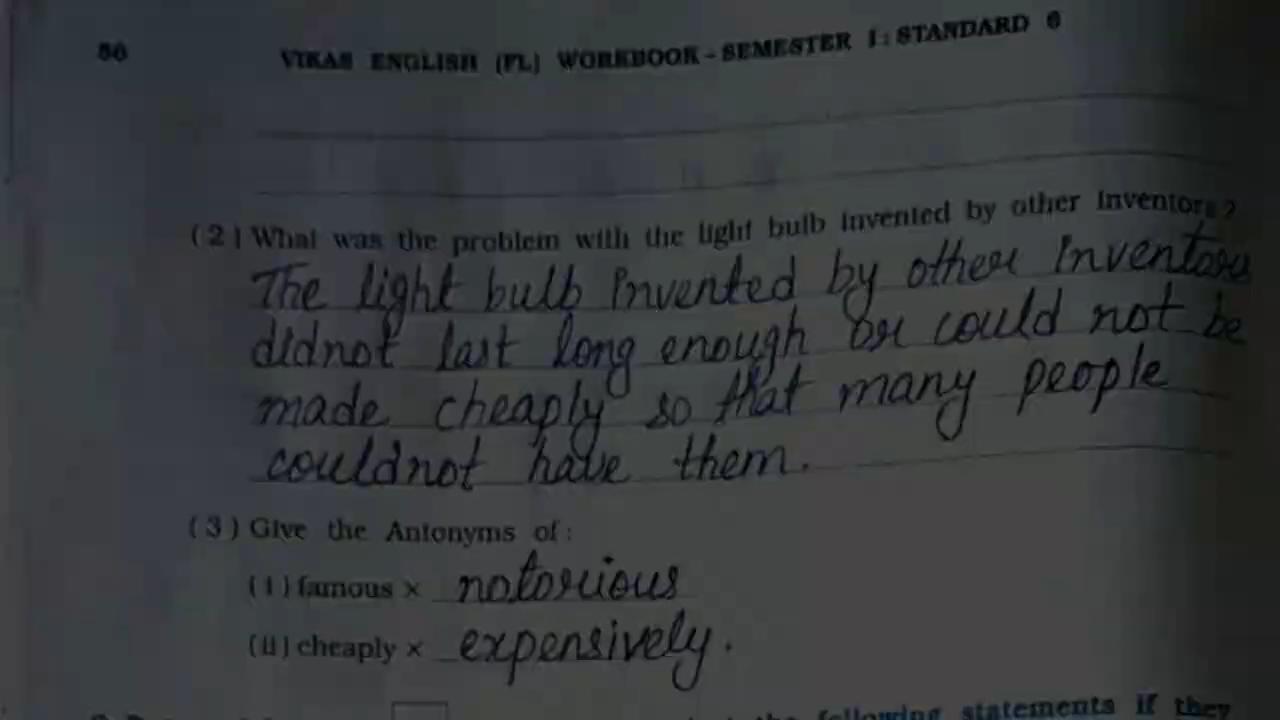 86 VIKAS ENGLISH (FL) WORKBOOK - SEMESTER I : STANDARD 6
(2) What was the problem with the light bulb invented by other inventors?
The light bulb invented by other inventors
didnot last long enough or could not be
made cheaply so that many people
couldnot have them.
(3) Give the Antonyms of :
(i) famous × notorious
(ii) cheaply × expensively.
the following statements if they